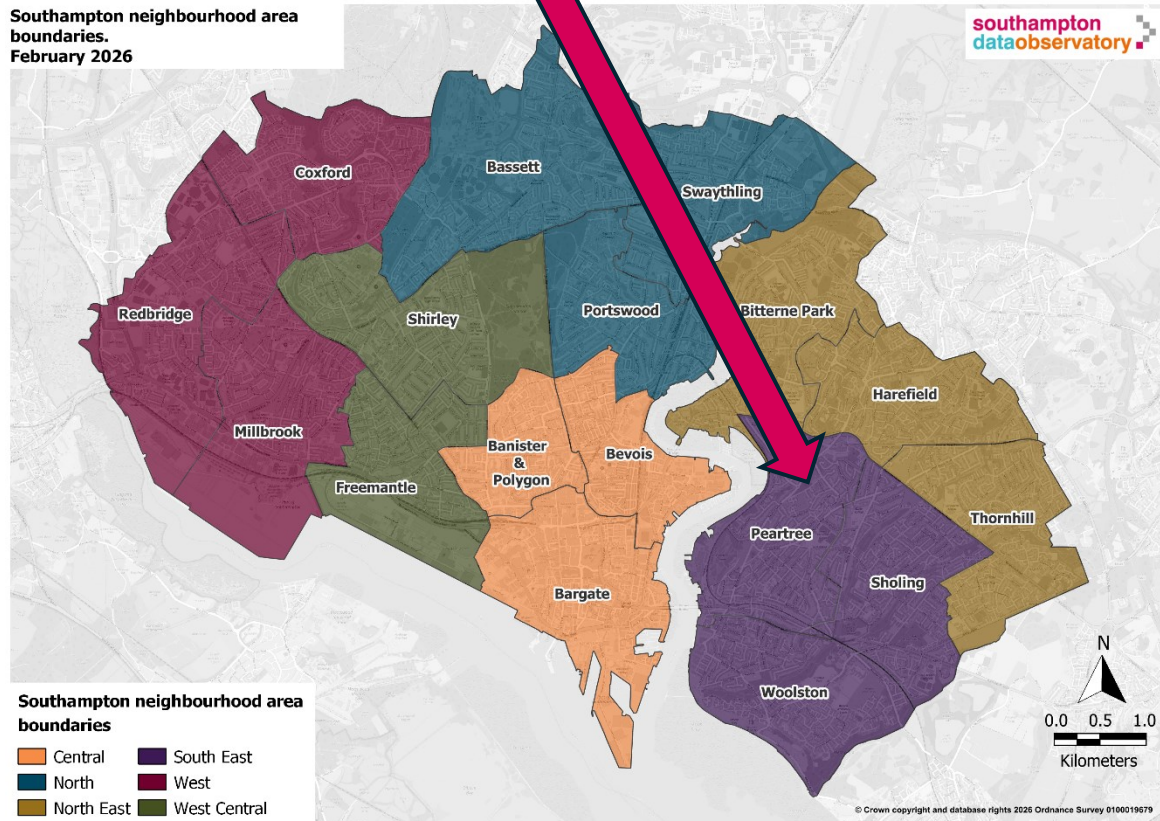 Southampton neighbourhood area
boundaries.
February 2026
southampton
dataobservatory
Coxford
Bassett
Swaythling
Redbridge
Shirley
Portswood
Bitterne Park
Harefield
Millbrook
Banister
&
Polygon
Bevois
Freemantle
Thornhill
Peartree
Sholing
Bargate
Woolston
N
0.0 0.5 1.0
Kilometers
Southampton neighbourhood area
boundaries
Central
South East
North
West
North East
West Central
© Crown copyright and database rights 2026 Ordnance Survey 0100019679